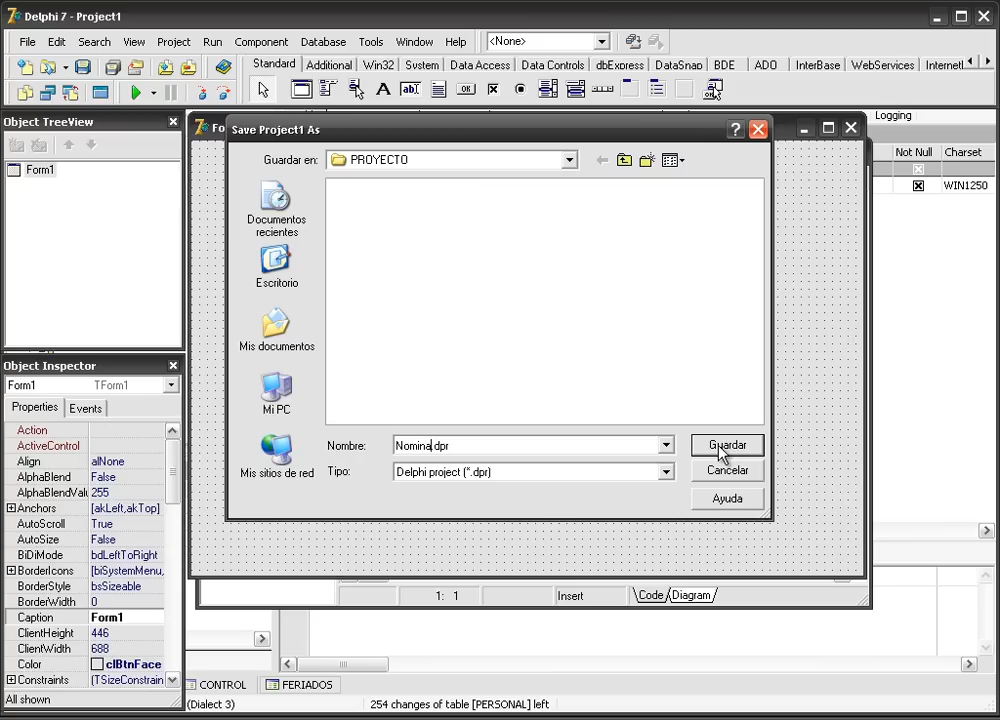 Delphi 7 - Project1
File Edit Search View Project Run Component Database Tools Window Help <None>
Standard Additional Win32 System Data Access Data Controls dbExpress DataSnap BDE ADO InterBase WebServices InternetE
Object TreeView
Form1
Fo
Logging
Not Null Charset
WIN1250
Save Project1 As
Guardar en: PROYECTO
Documentos
recientes
Escritorio
Mis documentos
Mi PC
Mis sitios de red
Nombre: Nomina.dpr Guardar
Tipo: Delphi project (*.dpr) Cancelar
Ayuda
Object Inspector
Form1 TForm1
Properties Events
Action
ActiveControl
Align alNone
AlphaBlend False
AlphaBlendValu 255
Anchors [akLeft,akTop]
AutoScroll True
AutoSize False
BiDiMode bdLeftToRight
BorderIcons [biSystemMenu,
BorderStyle bsSizeable
BorderWidth 0
Caption Form1
ClientHeight 446
ClientWidth 688
Color clBtnFace
Constraints (TSizeConstrain
All shown
1: 1 Insert Code Diagram
CONTROL FERIADOS
(Dialect 3) 254 changes of table [PERSONAL] left